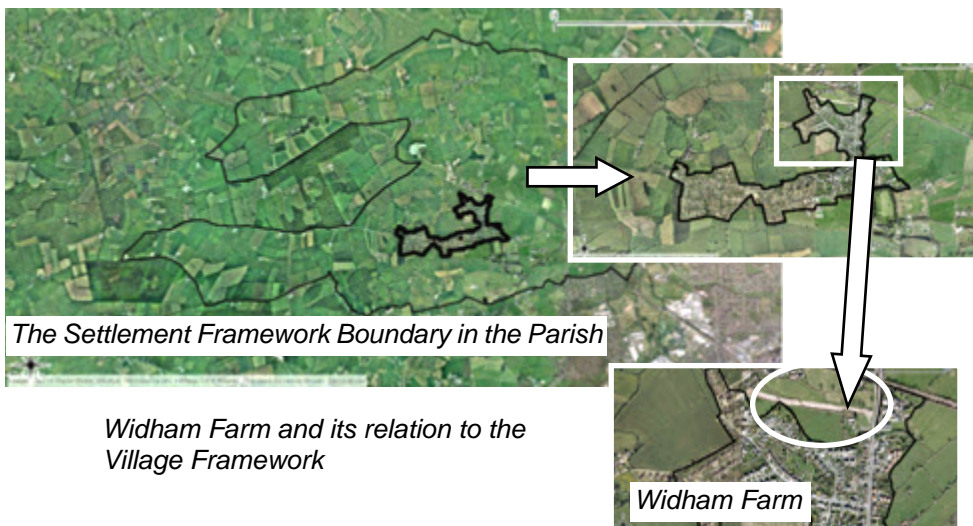 The Settlement Framework Boundary in the Parish
Widham Farm and its relation to the
Village Framework
Widham Farm